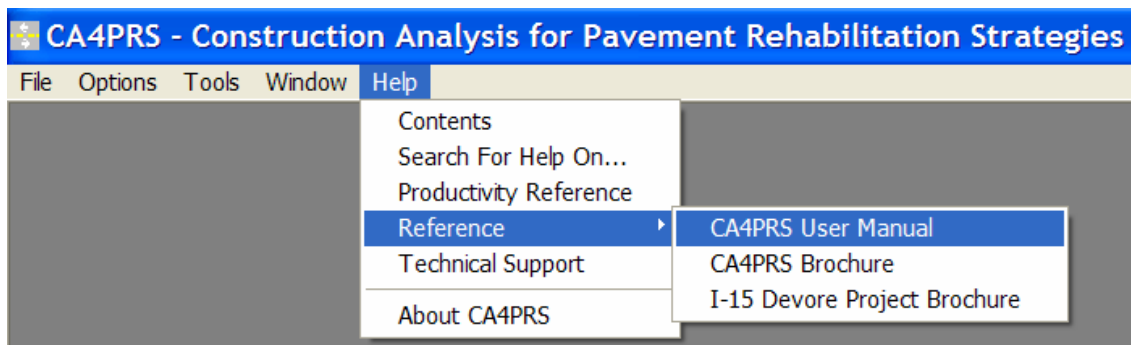 CA4PRS - Construction Analysis for Pavement Rehabilitation Strategies
File Options Tools Window Help
Contents
Search For Help On...
Productivity Reference
Reference
CA4PRS User Manual
CA4PRS Brochure
I-15 Devore Project Brochure
Technical Support
About CA4PRS